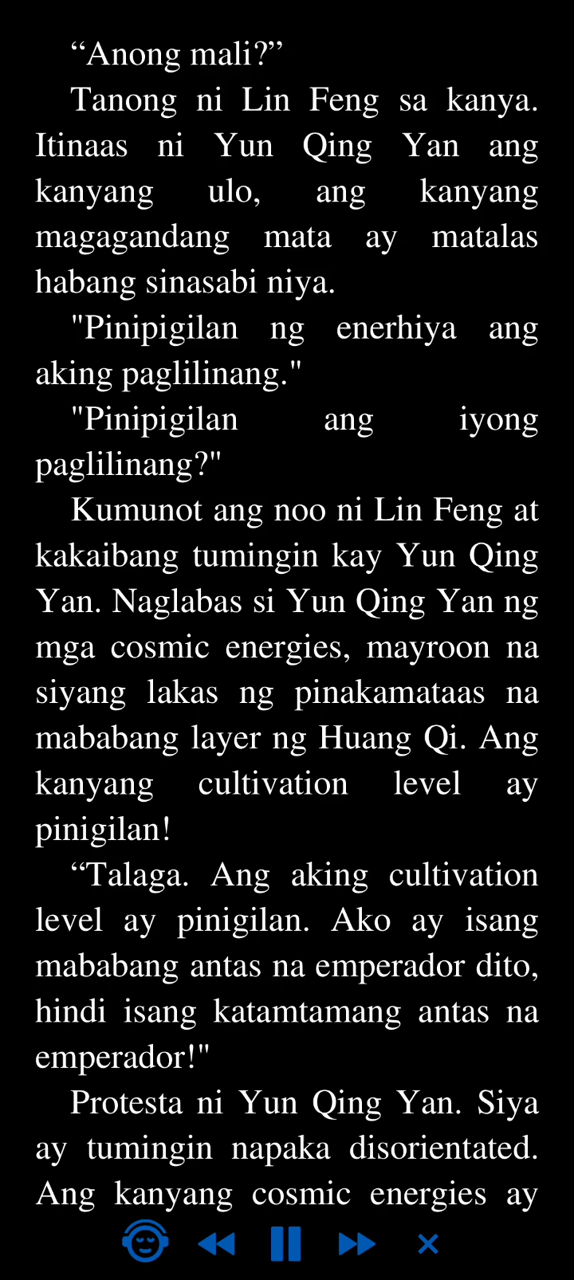 “Anong mali?”
Tanong ni Lin Feng sa kanya.
Itinaas ni Yun Qing Yan ang
kanyang ulo, ang kanyang
magagandang mata ay matalas
habang sinasabi niya.
"Pinipigilan ng enerhiya ang
aking paglilinang."
"Pinipigilan ang iyong
paglilinang?"
Kumunot ang noo ni Lin Feng at
kakaibang tumingin kay Yun Qing
Yan. Naglabas si Yun Qing Yan ng
mga cosmic energies, mayroon na
siyang lakas ng pinakamataas na
mababang layer ng Huang Qi. Ang
kanyang cultivation level ay
pinigilan!
“Talaga. Ang aking cultivation
level ay pinigilan. Ako ay isang
mababang antas na emperador dito,
hindi isang katamtamang antas na
emperador!"
Protesta ni Yun Qing Yan. Siya
ay tumingin napaka disorientated.
Ang kanyang cosmic energies ay